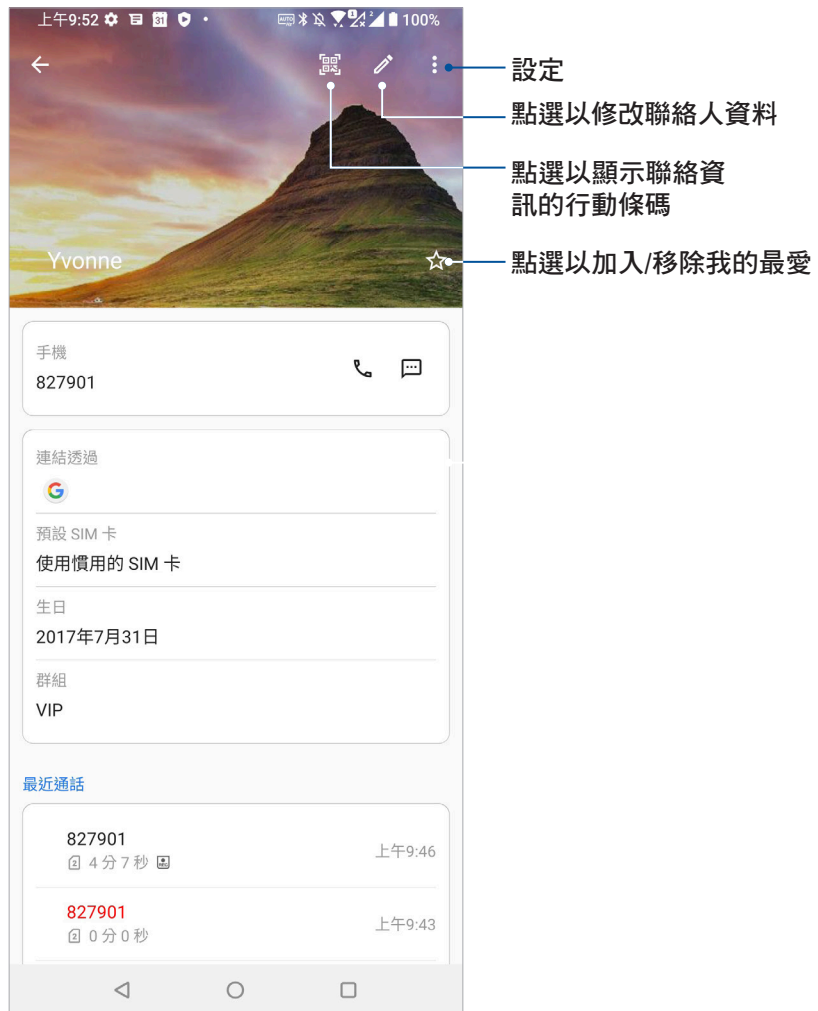 上午9:52 31 AUTO 100%
設定
點選以修改聯絡人資料
點選以顯示聯絡資
訊的行動條碼
Yvonne
點選以加入/移除我的最愛
手機
827901
連結透過
G
預設 SIM 卡
使用慣用的 SIM 卡
生日
2017年7月31日
群組
VIP
最近通話
827901
上午9:46
2 4 分 7 秒 REC
827901
上午9:43
2 0 分 0 秒